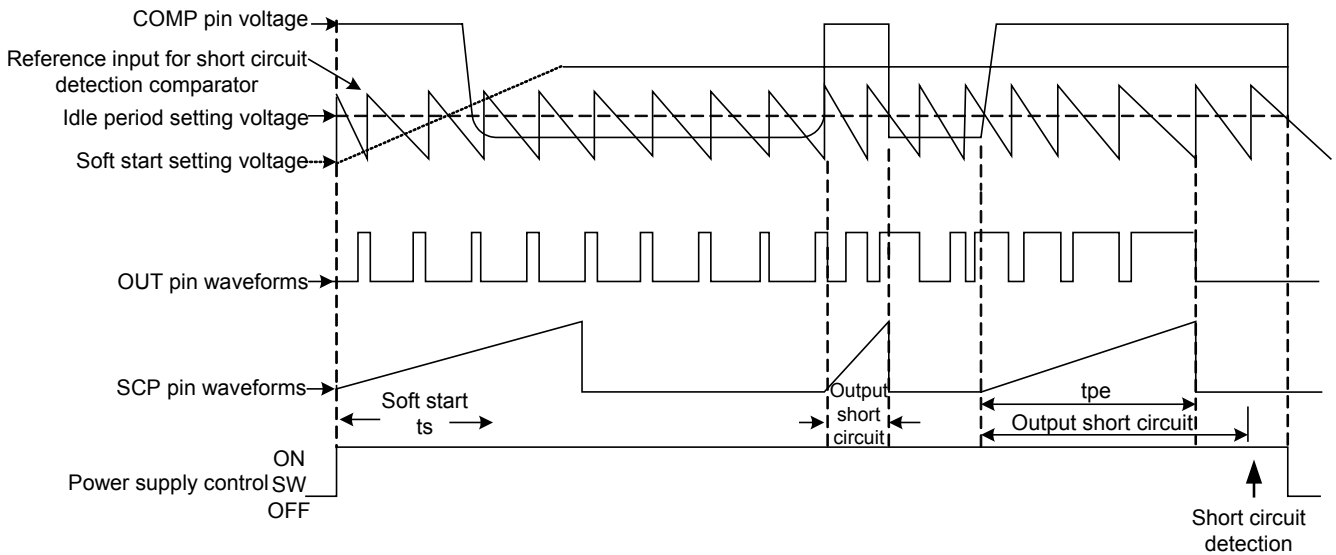 COMP pin voltage
Reference input for short circuit
detection comparator
Idle period setting voltage
Soft start setting voltage
OUT pin waveforms
SCP pin waveforms
Soft start
ts
Output
short
circuit
tpe
Output short circuit
ON
Power supply control SW
OFF
Short circuit
detection